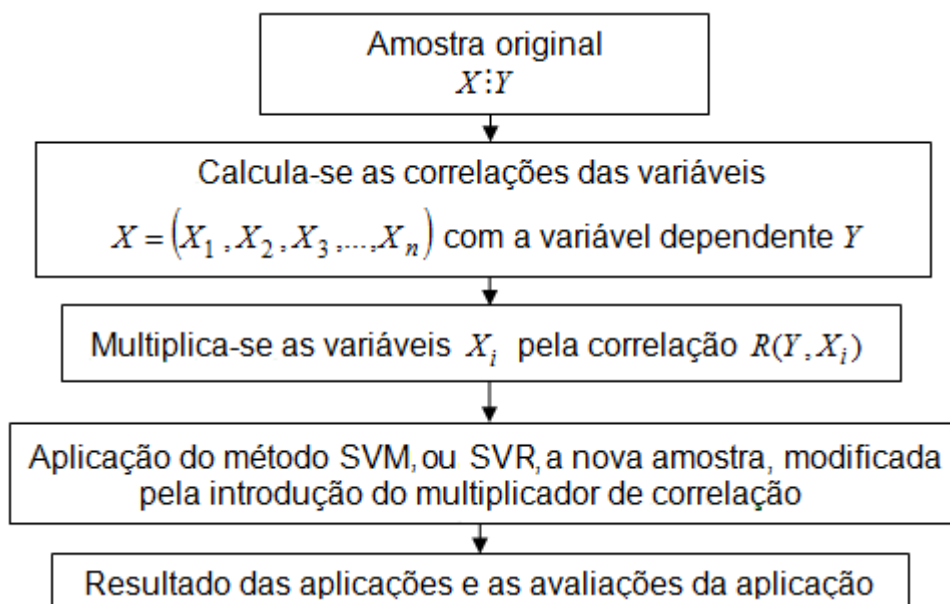 Amostra original
X⋮Y
Calcula-se as correlações das variáveis
X = (X₁, X₂, X₃,..., Xₙ) com a variável dependente Y
Multiplica-se as variáveis Xᵢ pela correlação R(Y, Xᵢ)
Aplicação do método SVM, ou SVR, a nova amostra, modificada
pela introdução do multiplicador de correlação
Resultado das aplicações e as avaliações da aplicação